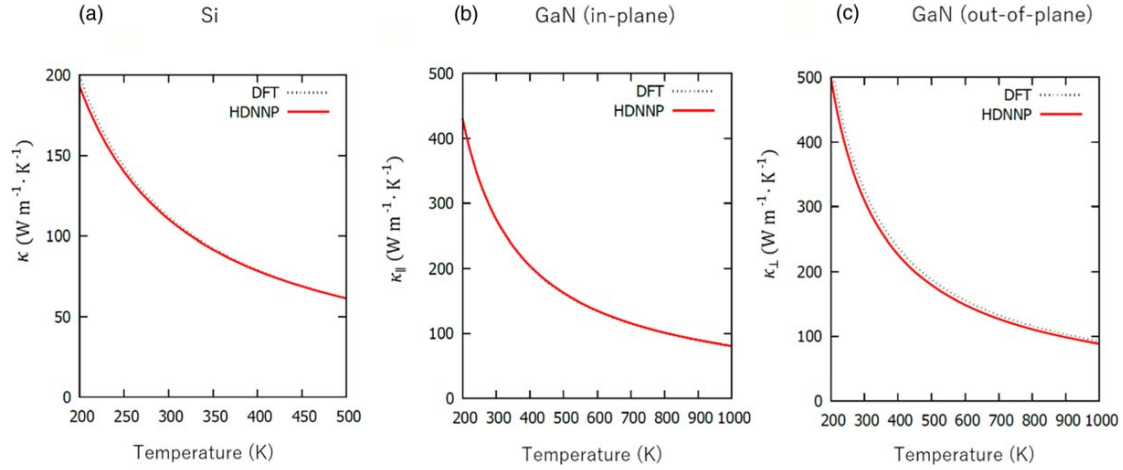 (a) Si
200
150
100
50
0
κ (W m⁻¹· K⁻¹)
DFT
HDNNP
200 250 300 350 400 450 500
Temperature (K)
(b) GaN (in-plane)
500
400
300
200
100
0
κ∥ (W m⁻¹· K⁻¹)
DFT
HDNNP
200 300 400 500 600 700 800 900 1000
Temperature (K)
(c) GaN (out-of-plane)
500
400
300
200
100
0
κ⊥ (W m⁻¹· K⁻¹)
DFT
HDNNP
200 300 400 500 600 700 800 900 1000
Temperature (K)